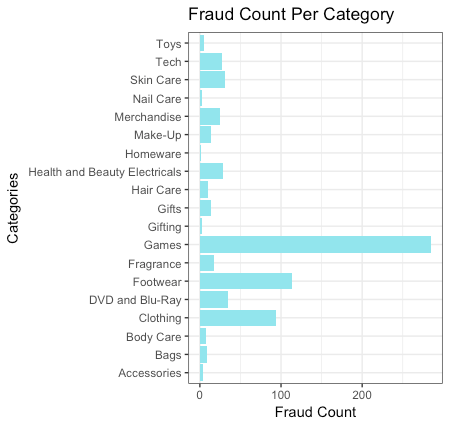 Fraud Count Per Category
Categories
Toys
Tech
Skin Care
Nail Care
Merchandise
Make-Up
Homeware
Health and Beauty Electricals
Hair Care
Gifts
Gifting
Games
Fragrance
Footwear
DVD and Blu-Ray
Clothing
Body Care
Bags
Accessories
0 100 200
Fraud Count